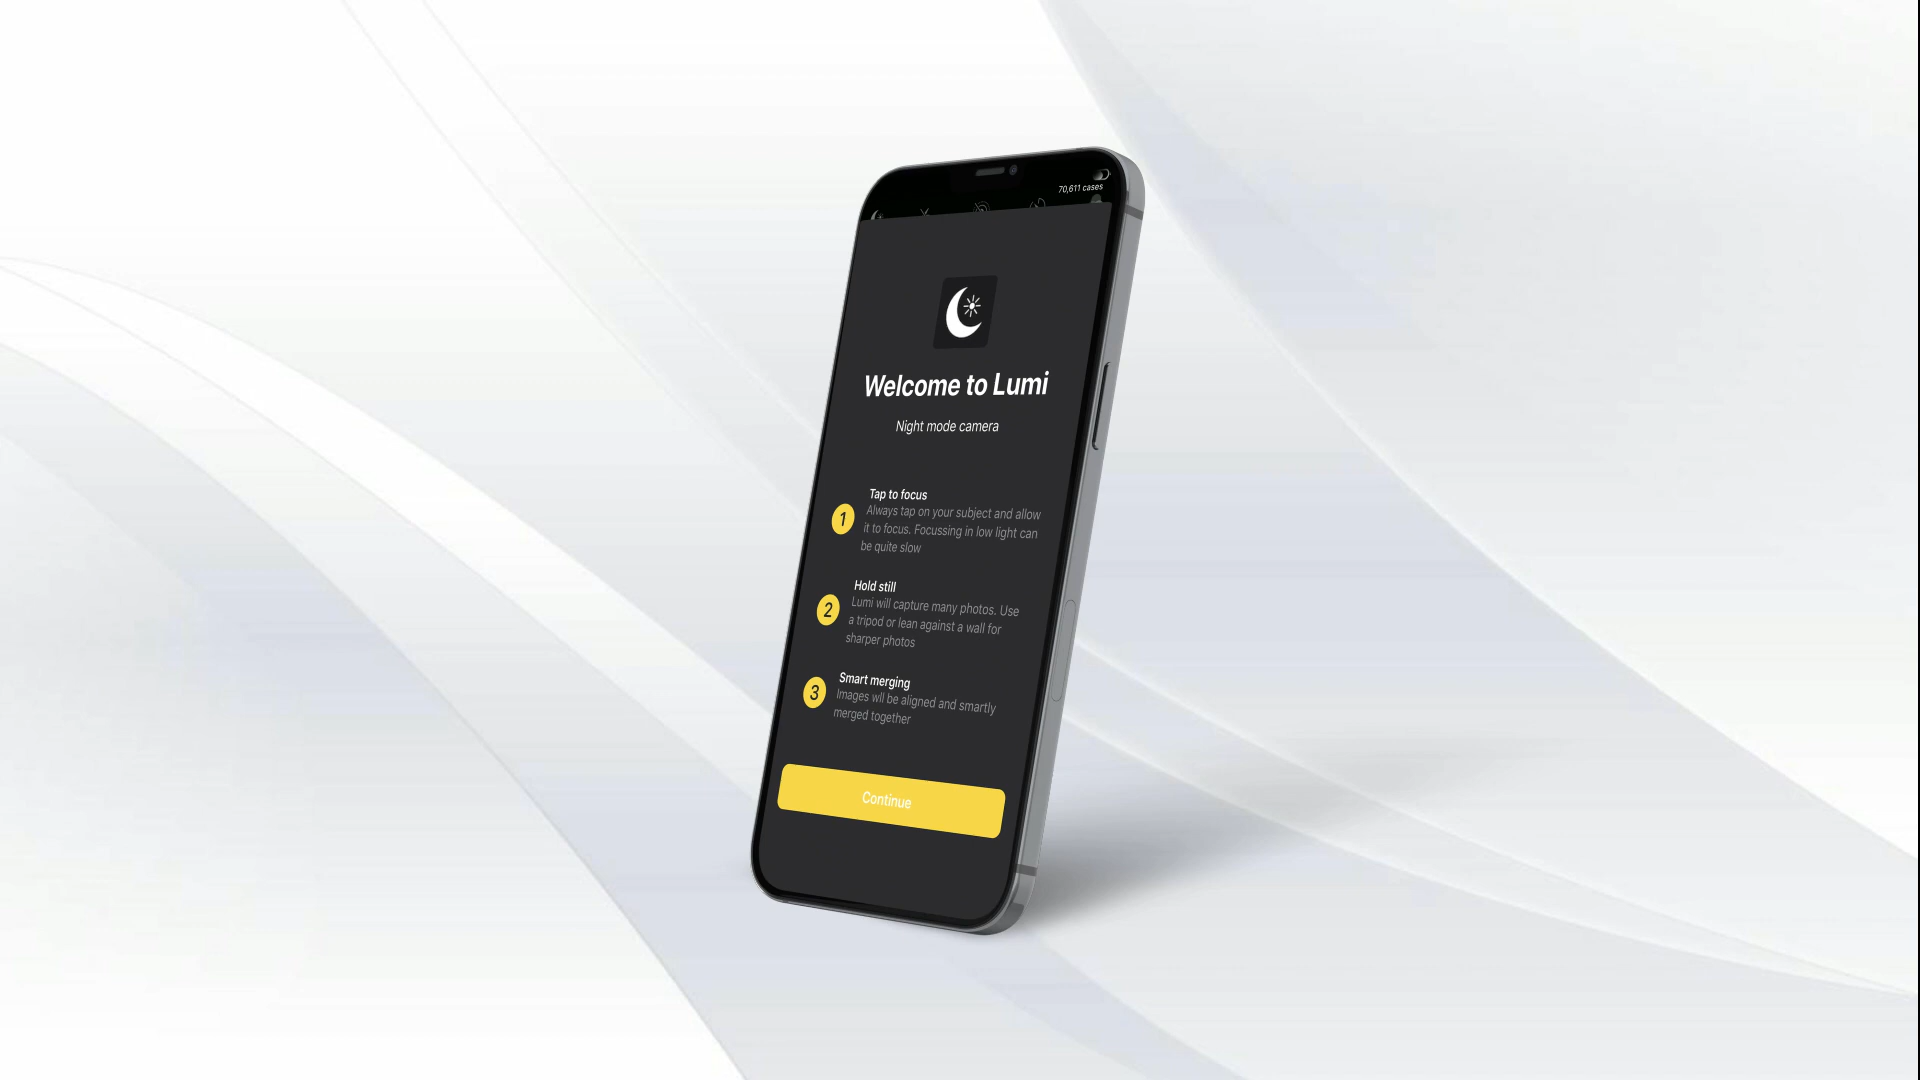 70,611 cases
Welcome to Lumi
Night mode camera
1
Tap to focus
Always tap on your subject and allow
it to focus. Focussing in low light can
be quite slow
2
Hold still
Lumi will capture many photos. Use
a tripod or lean against a wall for
sharper photos
3
Smart merging
Images wll be aligned and smartly
merged together
Continue